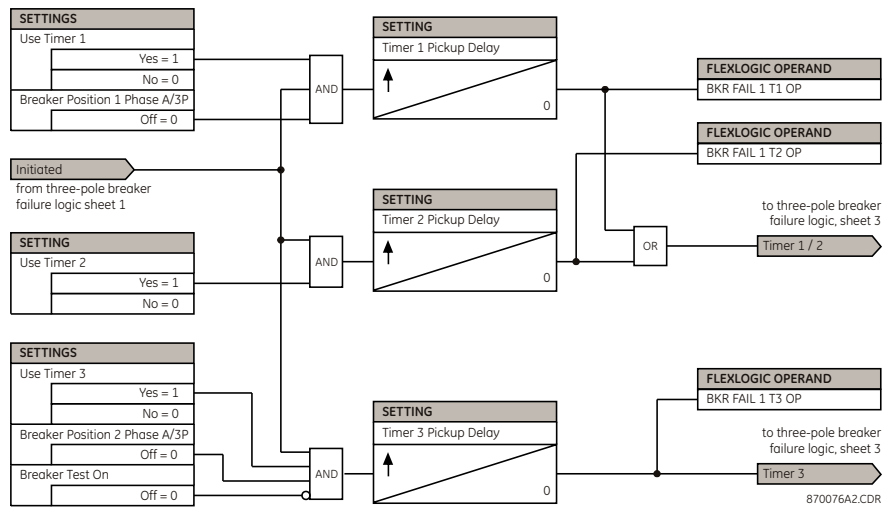 SETTINGS
Use Timer 1
Yes = 1
No = 0
Breaker Position 1 Phase A/3P
Off = 0
Initiated
from three-pole breaker
failure logic sheet 1
SETTING
Use Timer 2
Yes = 1
No = 0
SETTINGS
Use Timer 3
Yes = 1
No = 0
Breaker Position 2 Phase A/3P
Off = 0
Breaker Test On
Off = 0
AND
AND
AND
SETTING
Timer 1 Pickup Delay
0
SETTING
Timer 2 Pickup Delay
0
SETTING
Timer 3 Pickup Delay
0
OR
FLEXLOGIC OPERAND
BKR FAIL 1 T1 OP
FLEXLOGIC OPERAND
BKR FAIL 1 T2 OP
to three-pole breaker
failure logic, sheet 3
Timer 1 / 2
FLEXLOGIC OPERAND
BKR FAIL 1 T3 OP
to three-pole breaker
failure logic, sheet 3
Timer 3
870076A2.CDR